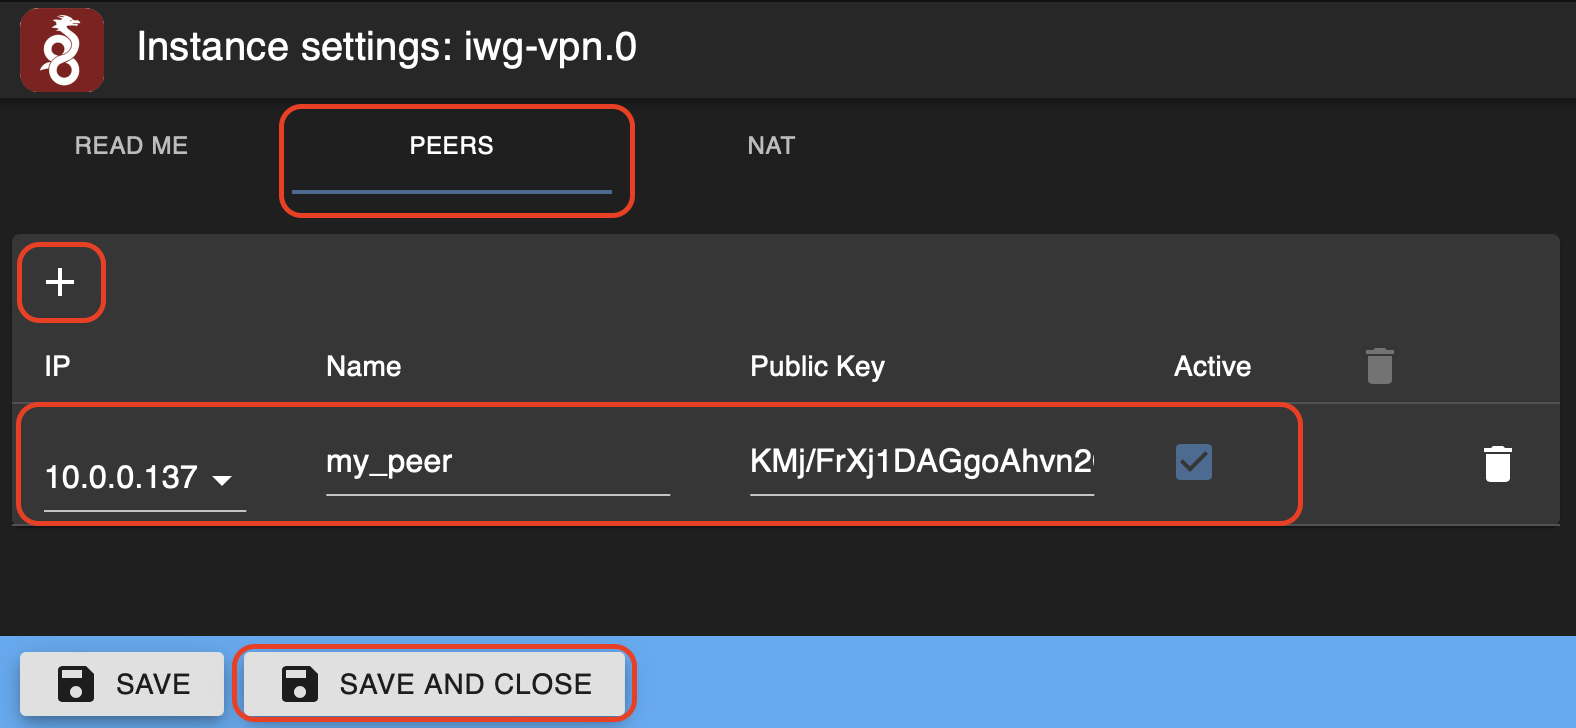 Instance settings: iwg-vpn.0
READ ME PEERS NAT
IP Name Public Key Active
10.0.0.137 my_peer KMj/FrXj1DAGgoAhvn2
SAVE SAVE AND CLOSE